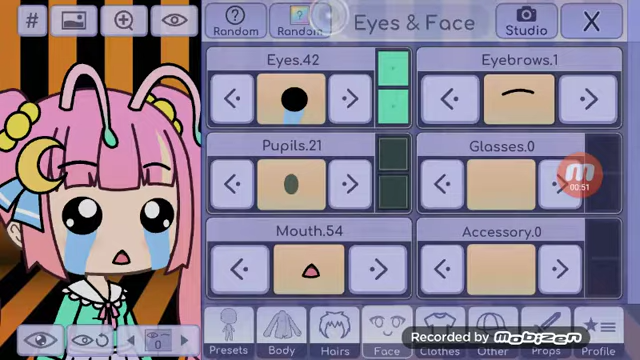 #
Random
Random
Eyes & Face
Studio
X
Eyes.42
Eyebrows.1
Pupils.21
Glasses.0
00:51
Mouth.54
Accessory.0
0
Presets
Body
Hairs
Face
Clothes
Other
Props
Profile
Recorded by Mobizen